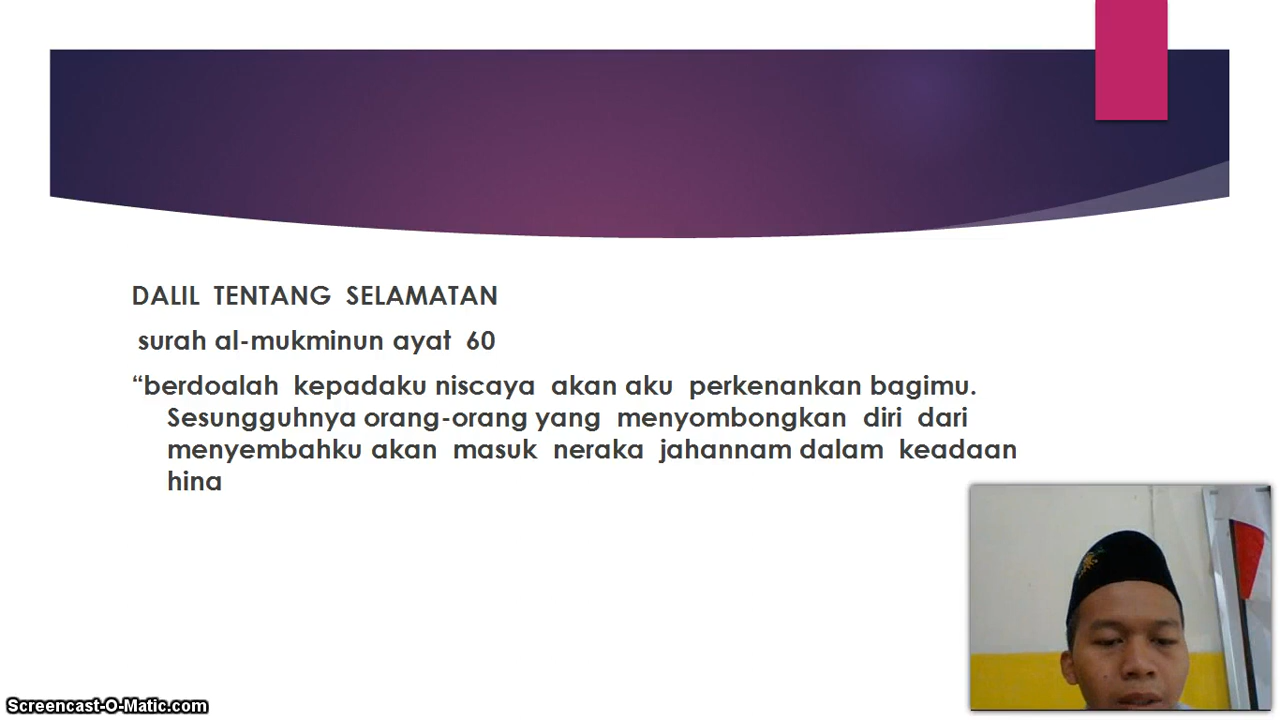 DALIL TENTANG SELAMATAN
surah al-mukminun ayat 60
“berdoalah kepadaku niscaya akan aku perkenankan bagimu.
Sesungguhnya orang-orang yang menyombongkan diri dari
menyembahku akan masuk neraka jahannam dalam keadaan
hina
Screencast-O-Matic.com